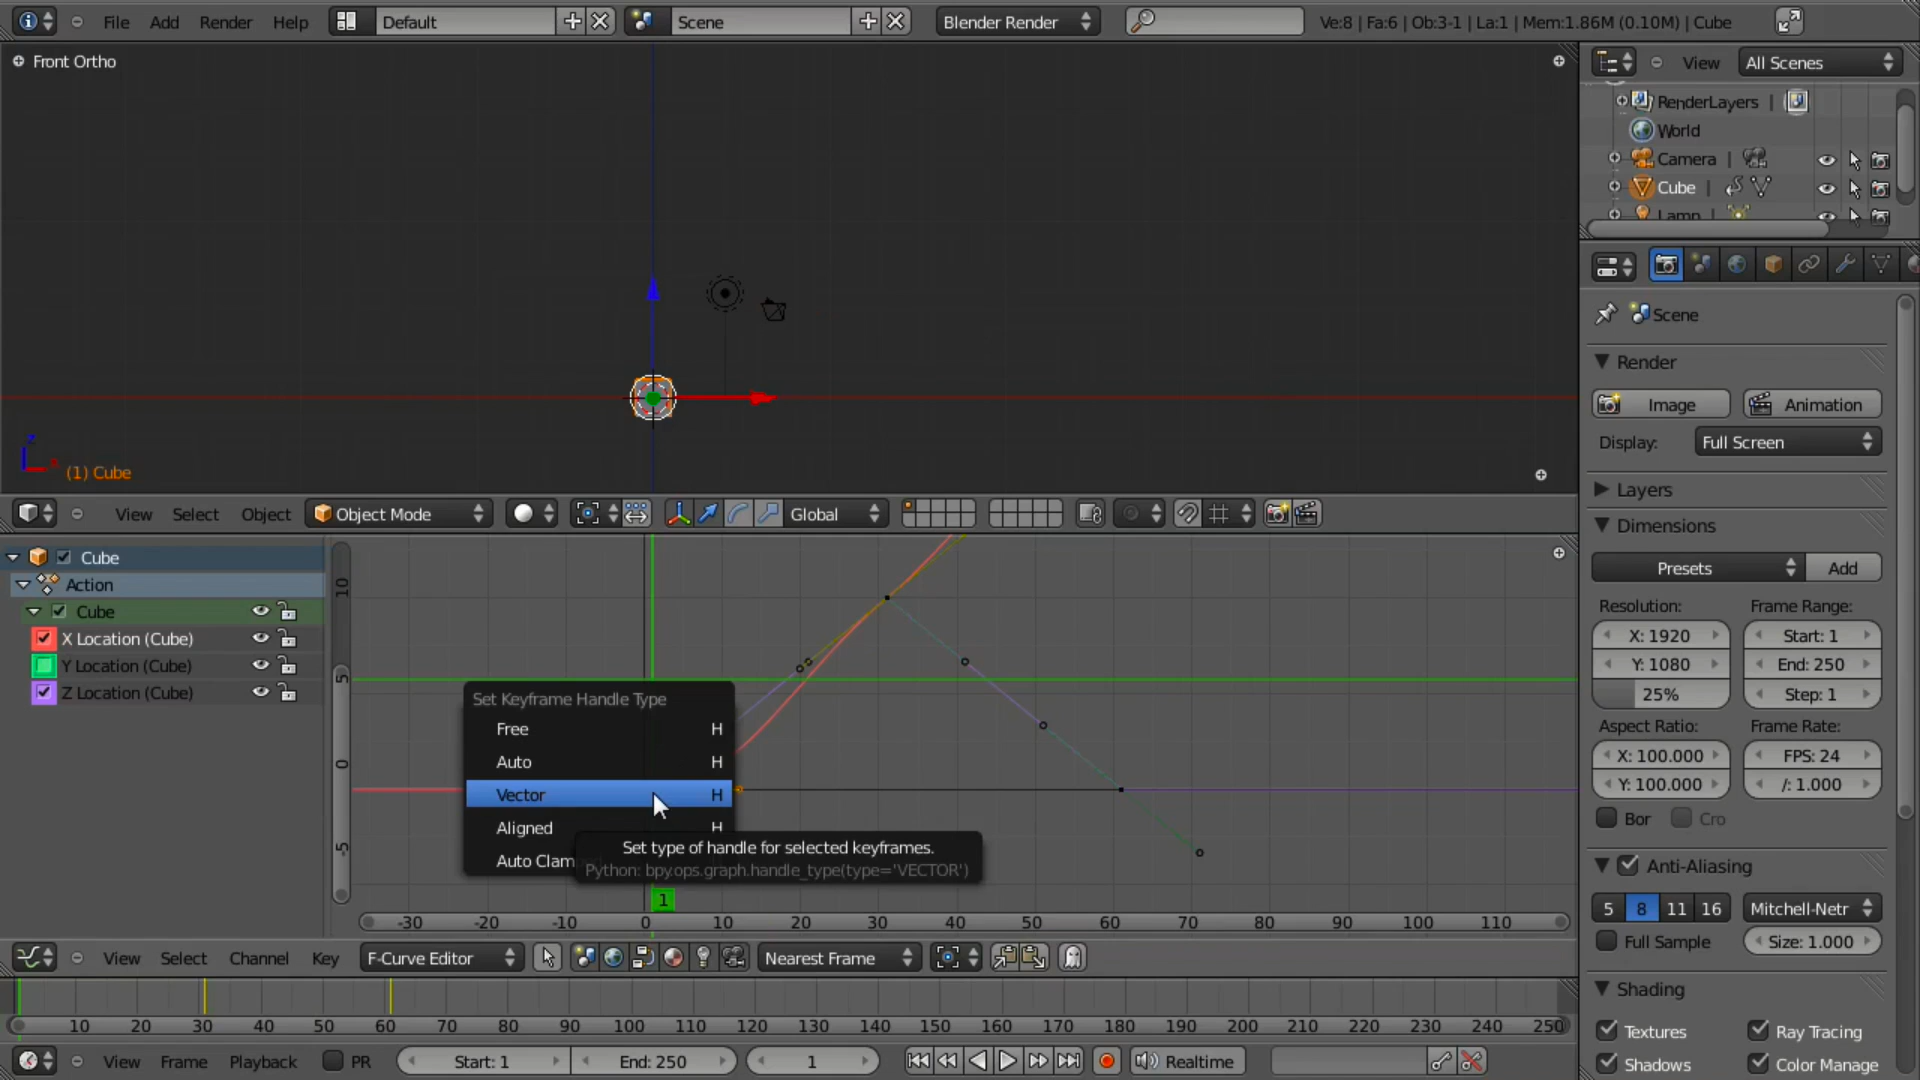 File Add Render Help Default Scene Blender Render Ve:8 | Fa:6 | Ob:3-1 | La:1 | Mem:1.86M (0.10M) | Cube
Front Ortho
View All Scenes
RenderLayers |
World
Camera |
Cube |
Lamp |
z
(1) Cube
Scene
Render
Image Animation
Display: Full Screen
Layers
Dimensions
Presets Add
Resolution: Frame Range:
X: 1920 Start: 1
Y: 1080 End: 250
25% Step: 1
Aspect Ratio: Frame Rate:
X: 100.000 FPS: 24
Y: 100.000 /: 1.000
Bor Cro
Anti-Aliasing
5 8 11 16 Mitchell-Netr
Full Sample Size: 1.000
Shading
Textures Ray Tracing
Shadows Color Manage
View Select Object Object Mode Global
Cube
Action
Cube
X Location (Cube)
Y Location (Cube)
Z Location (Cube)
10
5
0
-5
Set Keyframe Handle Type
Free H
Auto H
Vector H
Aligned H
Auto Clam
Set type of handle for selected keyframes.
Python: bpy.ops.graph.handle_type(type='VECTOR')
1
-30 -20 -10 0 10 20 30 40 50 60 70 80 90 100 110
View Select Channel Key F-Curve Editor Nearest Frame
10 20 30 40 50 60 70 80 90 100 110 120 130 140 150 160 170 180 190 200 210 220 230 240 250
View Frame Playback PR Start: 1 End: 250 1 Realtime